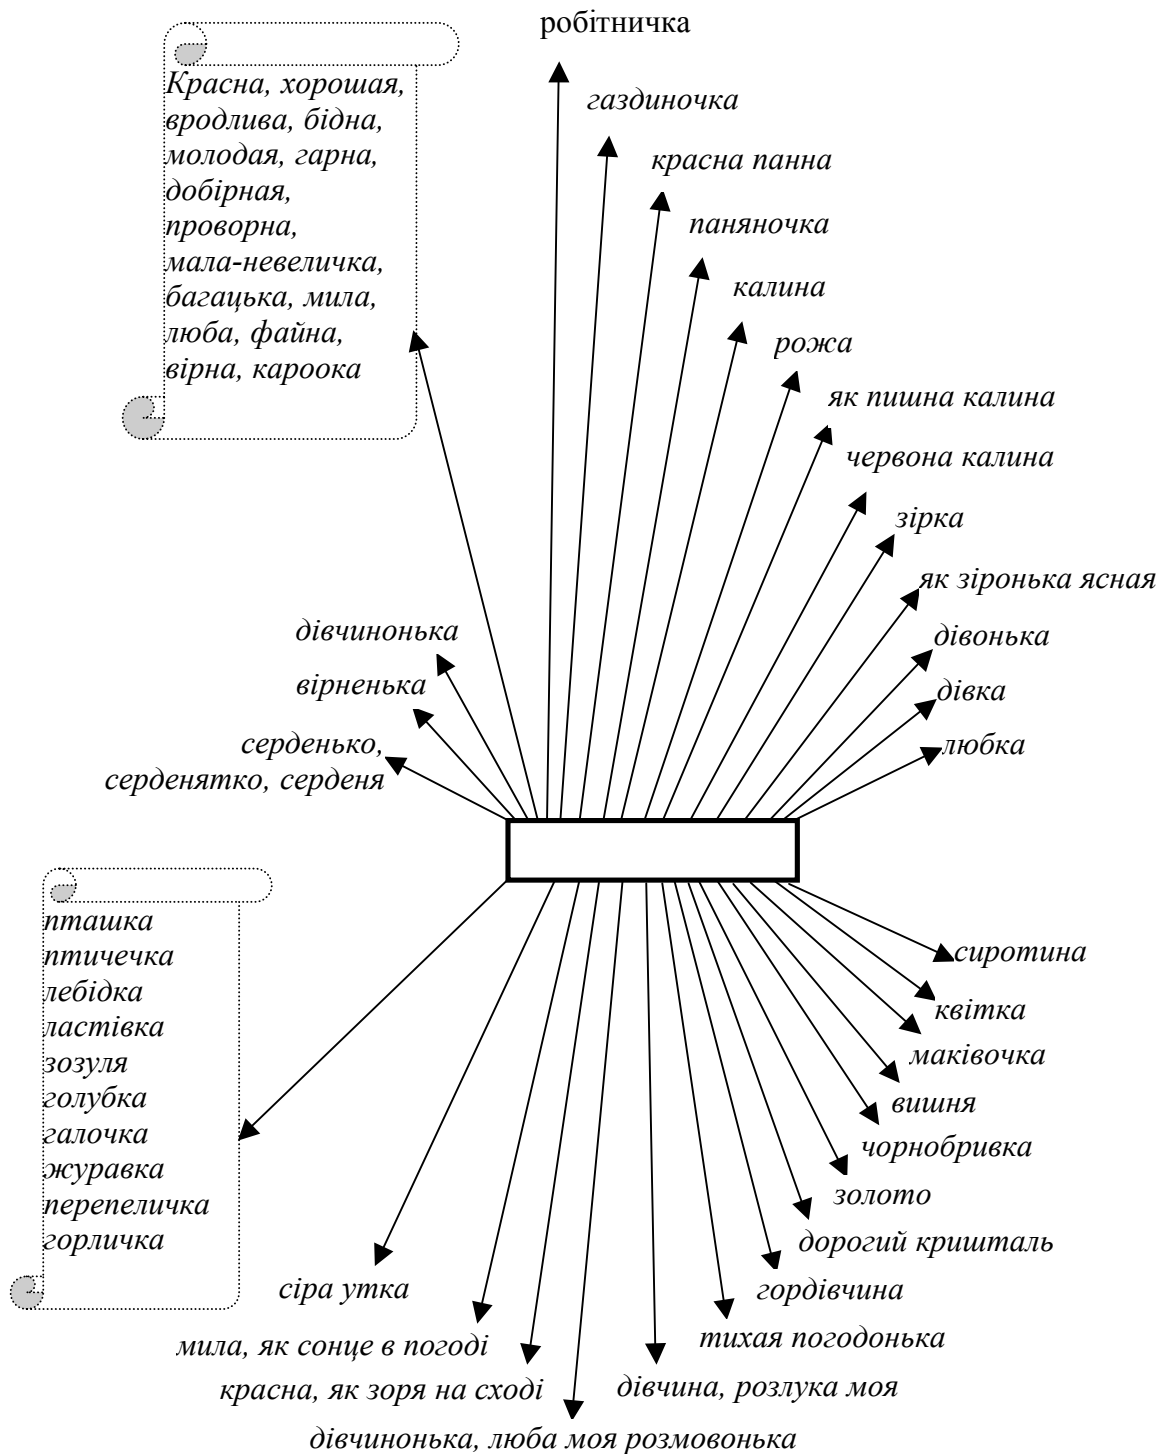 робітничка
Красна, хорошая,
вродлива, бідна,
молодая, гарна,
добірная,
проворна,
мала-невеличка,
багацька, мила,
люба, файна,
вірна, кароока
газдиночка
красна панна
паняночка
калина
рожа
як пишна калина
червона калина
зірка
як зіронька ясная
дівонька
дівка
любка
дівчинонька
вірненька
серденько,
серденятко, серденя
пташка
птичечка
лебідка
ластівка
зозуля
голубка
галочка
журавка
перепеличка
горличка
сиротина
квітка
маківочка
вишня
чорнобривка
золото
дорогий кришталь
гордівчина
тихая погодонька
дівчина, розлука моя
сіра утка
мила, як сонце в погоді
красна, як зоря на сході
дівчинонька, люба моя розмовонька